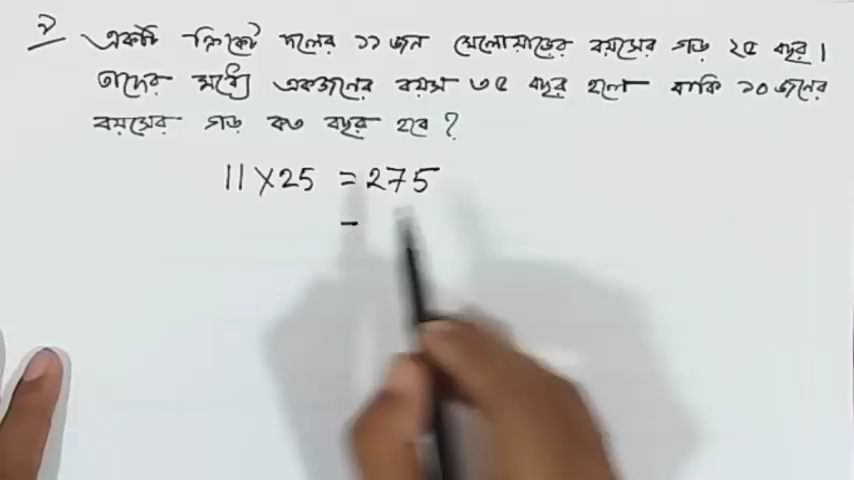 ২) একটি ক্রিকেট দলের ১১ জন খেলোয়াড়ের বয়সের গড় ২৫ বছর।
তাদের মধ্যে একজনের বয়স ৩৫ বছর হলে বাকি ১০ জনের
বয়সের গড় কত বছর হবে?
11 × 25 = 275
-